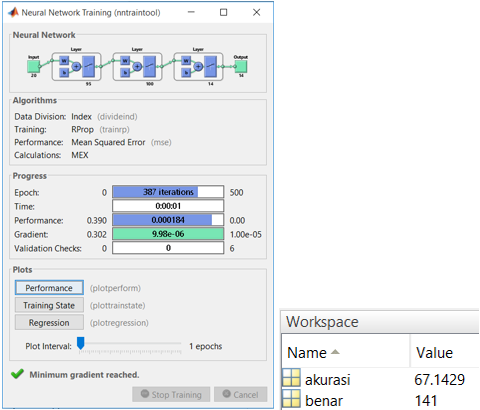 Neural Network Training (nntraintool)
Neural Network
Input
20
Layer
W
b
+
95
Layer
W
b
+
100
Layer
W
b
+
14
Output
14
Algorithms
Data Division: Index (divideind)
Training: RProp (trainrp)
Performance: Mean Squared Error (mse)
Calculations: MEX
Progress
Epoch: 0 387 iterations 500
Time: 0:00:01
Performance: 0.390 0.000184 0.00
Gradient: 0.302 9.98e-06 1.00e-05
Validation Checks: 0 0 6
Plots
Performance (plotperform)
Training State (plottrainstate)
Regression (plotregression)
Plot Interval: 1 epochs
Minimum gradient reached.
Stop Training Cancel
Workspace
Name Value
akurasi 67.1429
benar 141